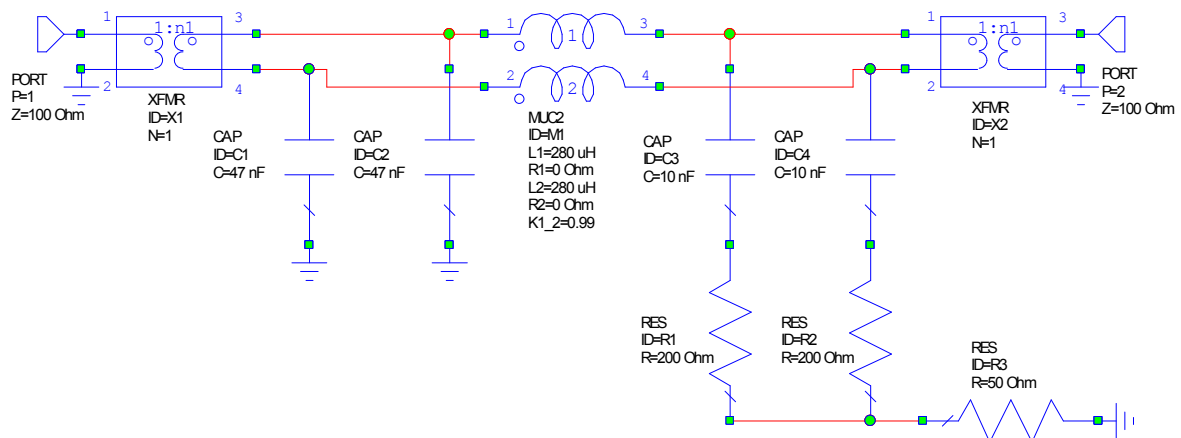 1 3
1:n1
2 4
PORT
P=1
Z=100 Ohm
XFMR
ID=X1
N=1
CAP
ID=C1
C=47 nF
CAP
ID=C2
C=47 nF
1 1 3
2 2 4
MUC2
ID=M1
L1=280 uH
R1=0 Ohm
L2=280 uH
R2=0 Ohm
K1_2=0.99
CAP
ID=C3
C=10 nF
CAP
ID=C4
C=10 nF
1 3
1:n1
2 4
XFMR
ID=X2
N=1
PORT
P=2
Z=100 Ohm
RES
ID=R1
R=200 Ohm
RES
ID=R2
R=200 Ohm
RES
ID=R3
R=50 Ohm